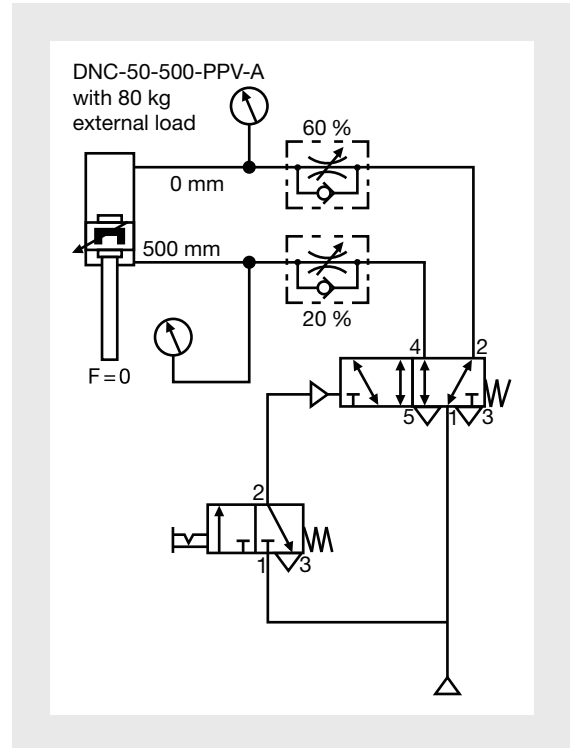 DNC-50-500-PPV-A
with 80 kg
external load
60 %
0 mm
500 mm
20 %
F=0
4 2
5 1 3
2
1 3